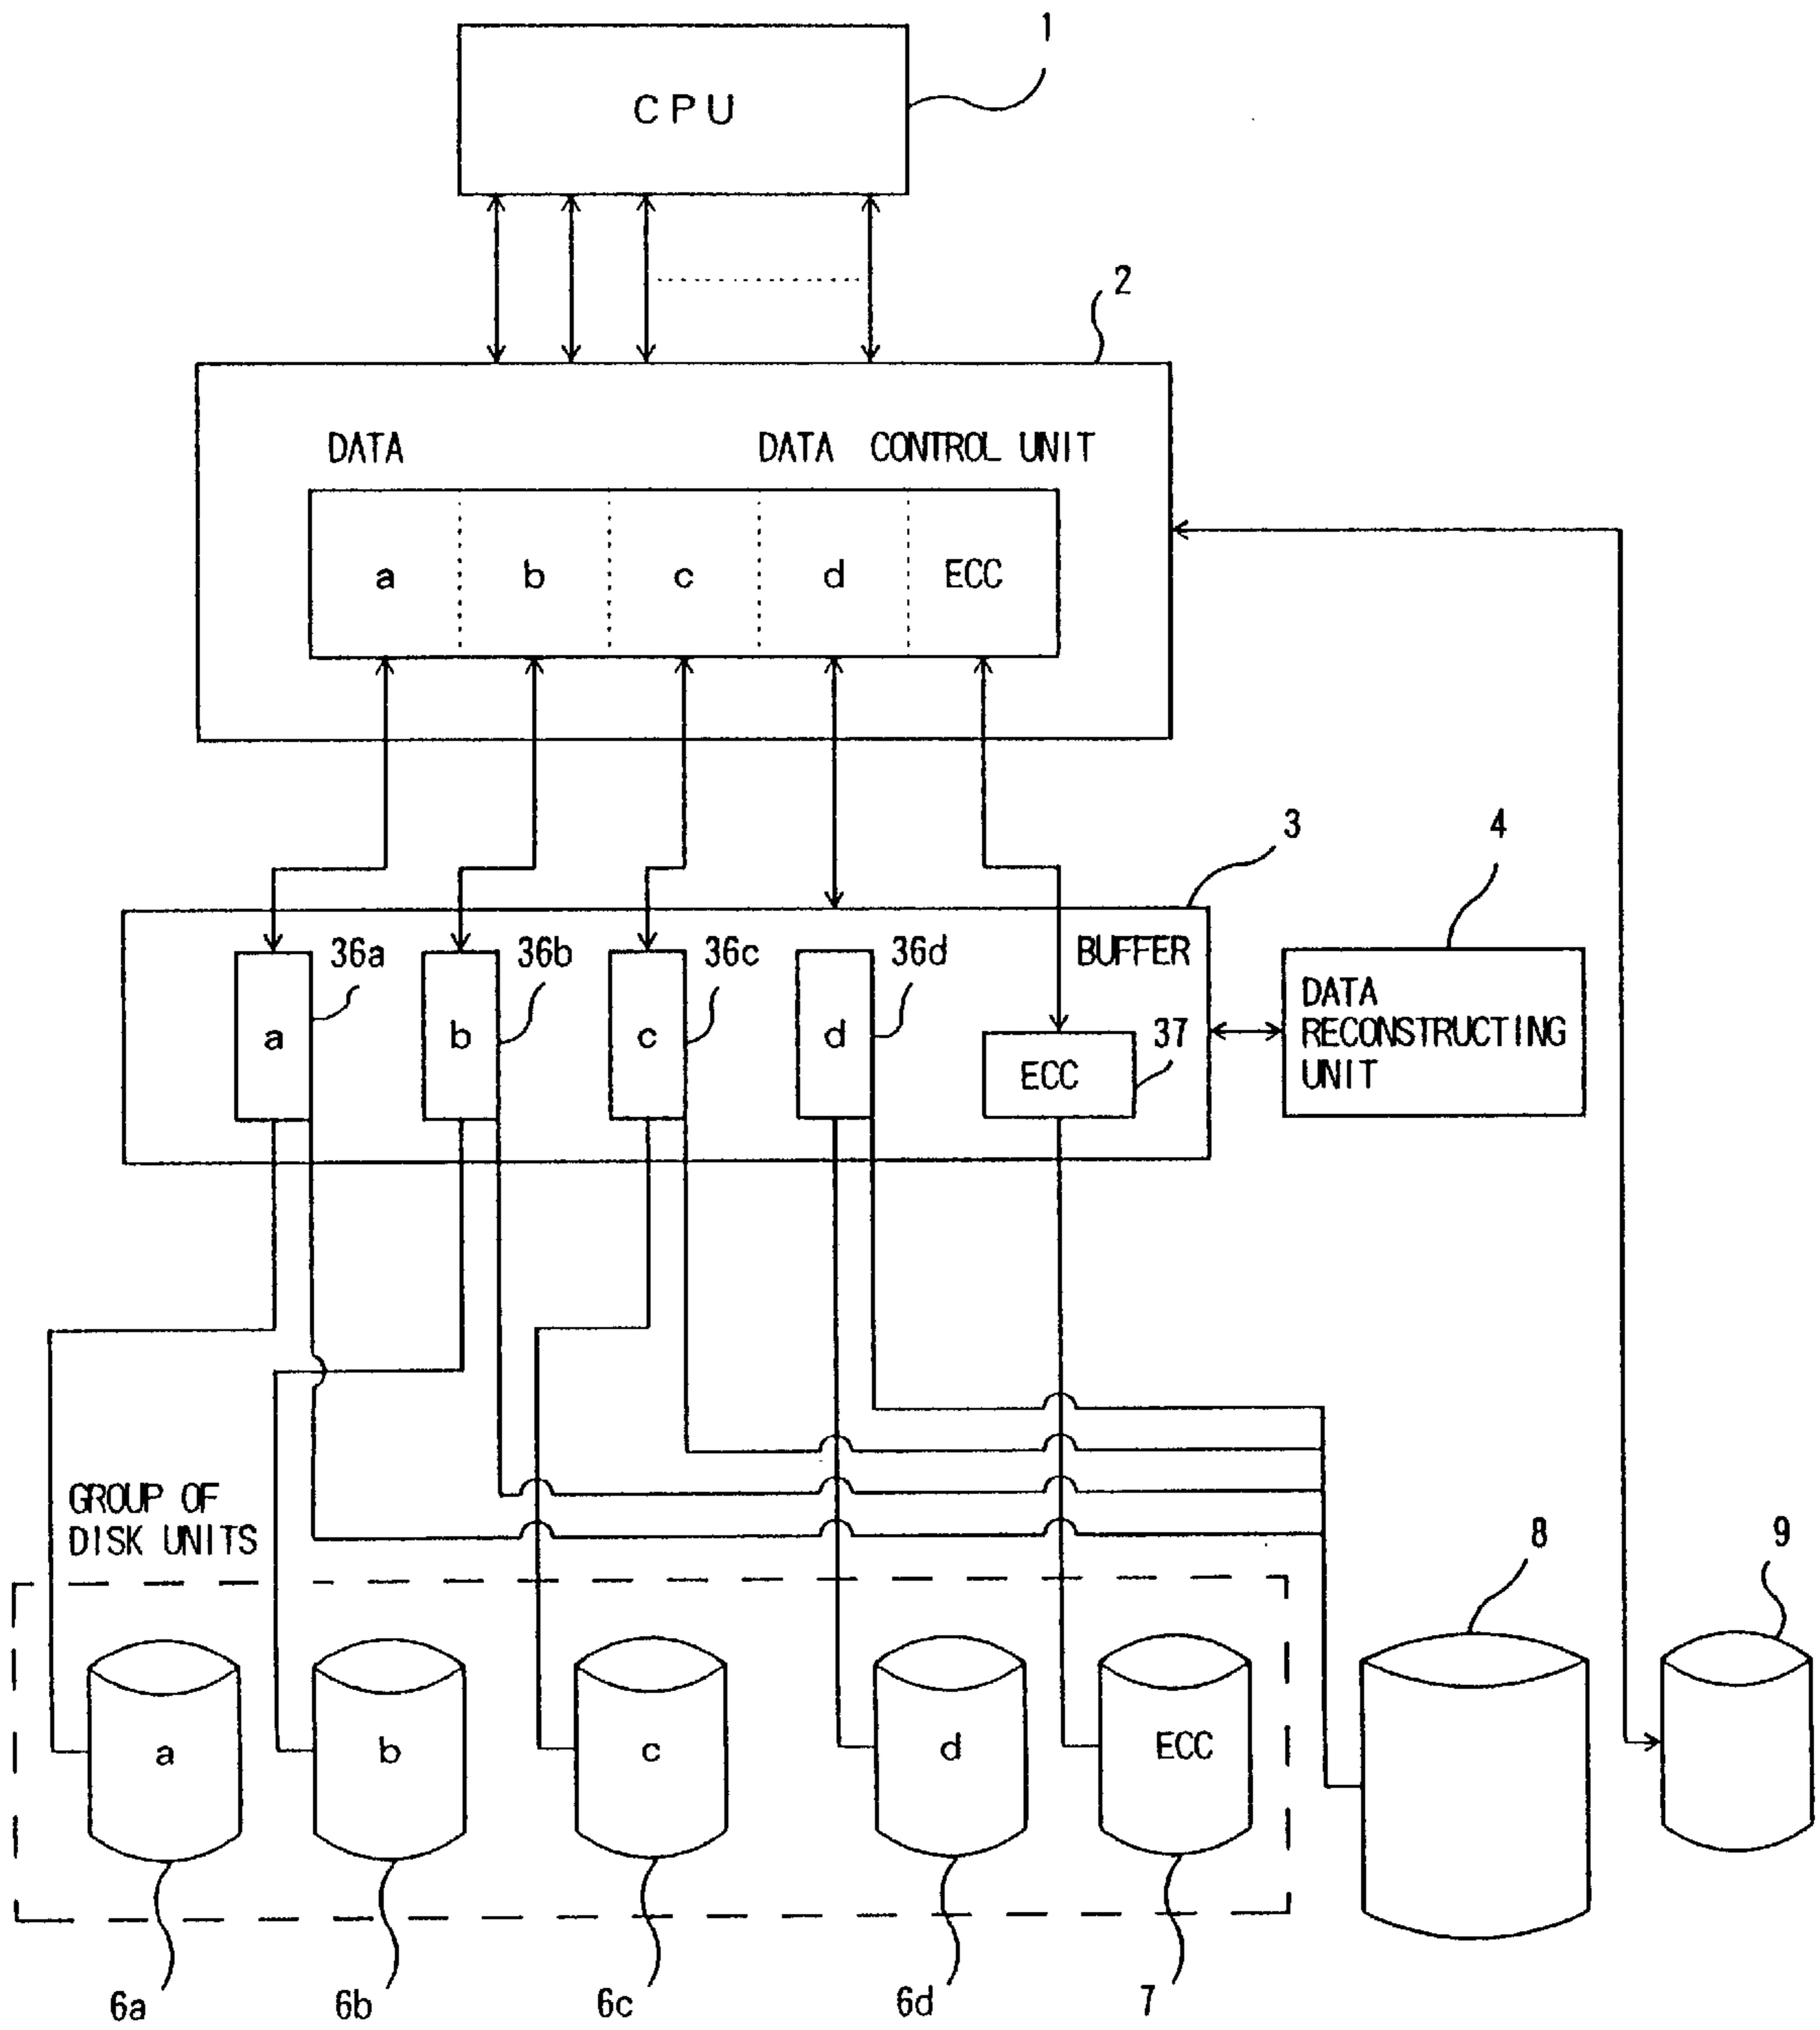 1
CPU
2
DATA
DATA CONTROL UNIT
a b c d ECC
3
4
36a 36b 36c 36d BUFFER
a b c d
37
ECC
DATA
RECONSTRUCTING
UNIT
GROUP OF
DISK UNITS
8
9
a b c d ECC
6a 6b 6c 6d 7